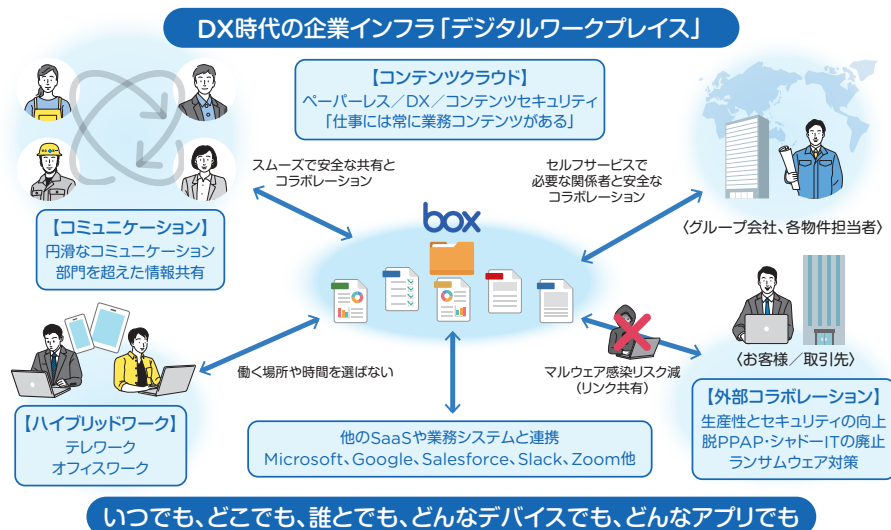 DX時代の企業インフラ「デジタルワークプレイス」
【コンテンツクラウド】
ペーパーレス／DX／コンテンツセキュリティ
「仕事には常に業務コンテンツがある」
スムーズで安全な共有と
コラボレーション
セルフサービスで
必要な関係者と安全な
コラボレーション
【コミュニケーション】
円滑なコミュニケーション
部門を超えた情報共有
box
〈グループ会社、各物件担当者〉
働く場所や時間を選ばない
マルウェア感染リスク減
（リンク共有）
〈お客様／取引先〉
【ハイブリッドワーク】
テレワーク
オフィスワーク
他のSaaSや業務システムと連携
Microsoft、Google、Salesforce、Slack、Zoom他
【外部コラボレーション】
生産性とセキュリティの向上
脱PPAP・シャドーITの廃止
ランサムウェア対策
いつでも、どこでも、誰とでも、どんなデバイスでも、どんなアプリでも